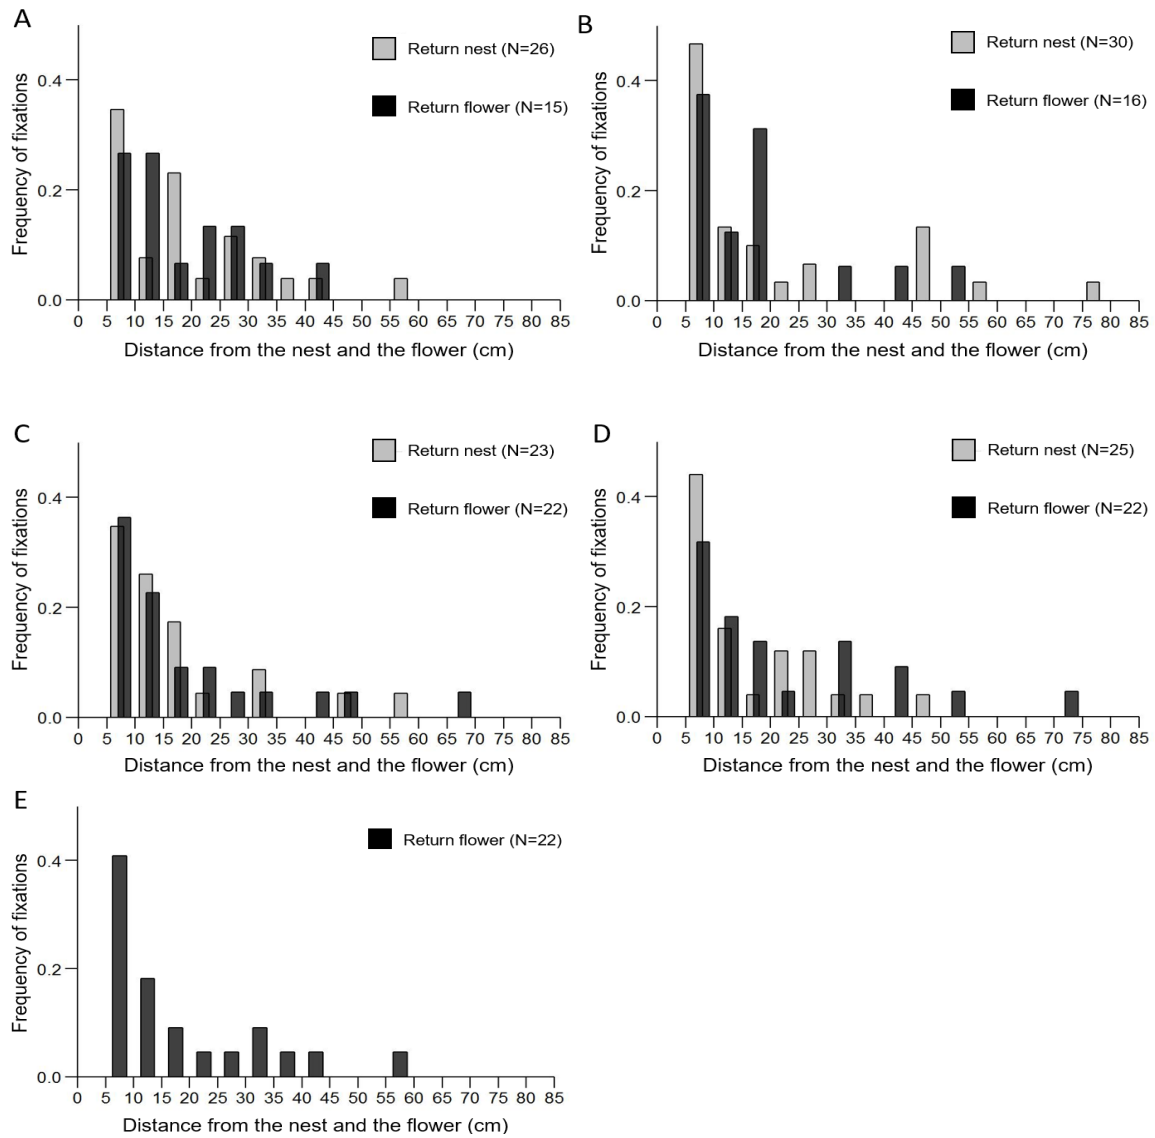 A
Return nest (N=26)
Return flower (N=15)
Frequency of fixations
0.4
0.2
0.0
0 5 10 15 20 25 30 35 40 45 50 55 60 65 70 75 80 85
Distance from the nest and the flower (cm)
B
Return nest (N=30)
Return flower (N=16)
Frequency of fixations
0.4
0.2
0.0
0 5 10 15 20 25 30 35 40 45 50 55 60 65 70 75 80 85
Distance from the nest and the flower (cm)
C
Return nest (N=23)
Return flower (N=22)
Frequency of fixations
0.4
0.2
0.0
0 5 10 15 20 25 30 35 40 45 50 55 60 65 70 75 80 85
Distance from the nest and the flower (cm)
D
Return nest (N=25)
Return flower (N=22)
Frequency of fixations
0.4
0.2
0.0
0 5 10 15 20 25 30 35 40 45 50 55 60 65 70 75 80 85
Distance from the nest and the flower (cm)
E
Return flower (N=22)
Frequency of fixations
0.4
0.2
0.0
0 5 10 15 20 25 30 35 40 45 50 55 60 65 70 75 80 85
Distance from the nest and the flower (cm)